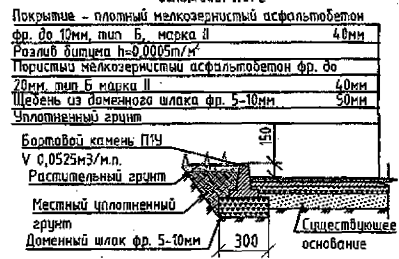 Покрытие - плотный мелкозернистый асфальтобетон
фр. до 10мм, тип Б, марка II 40мм
Розлив битума h=0,0005т/м²
Пористый мелкозернистый асфальтобетон фр. до
20мм, тип Б марка II 40мм
Щебень из доменного шлака фр. 5-10мм 50мм
Уплотненный грунт
Бортовой камень П1У
V 0,0525м3/м.п.
Растительный грунт
Местный уплотненный
грунт
Доменный шлак фр. 5-10мм
150
300
Существующее
основание